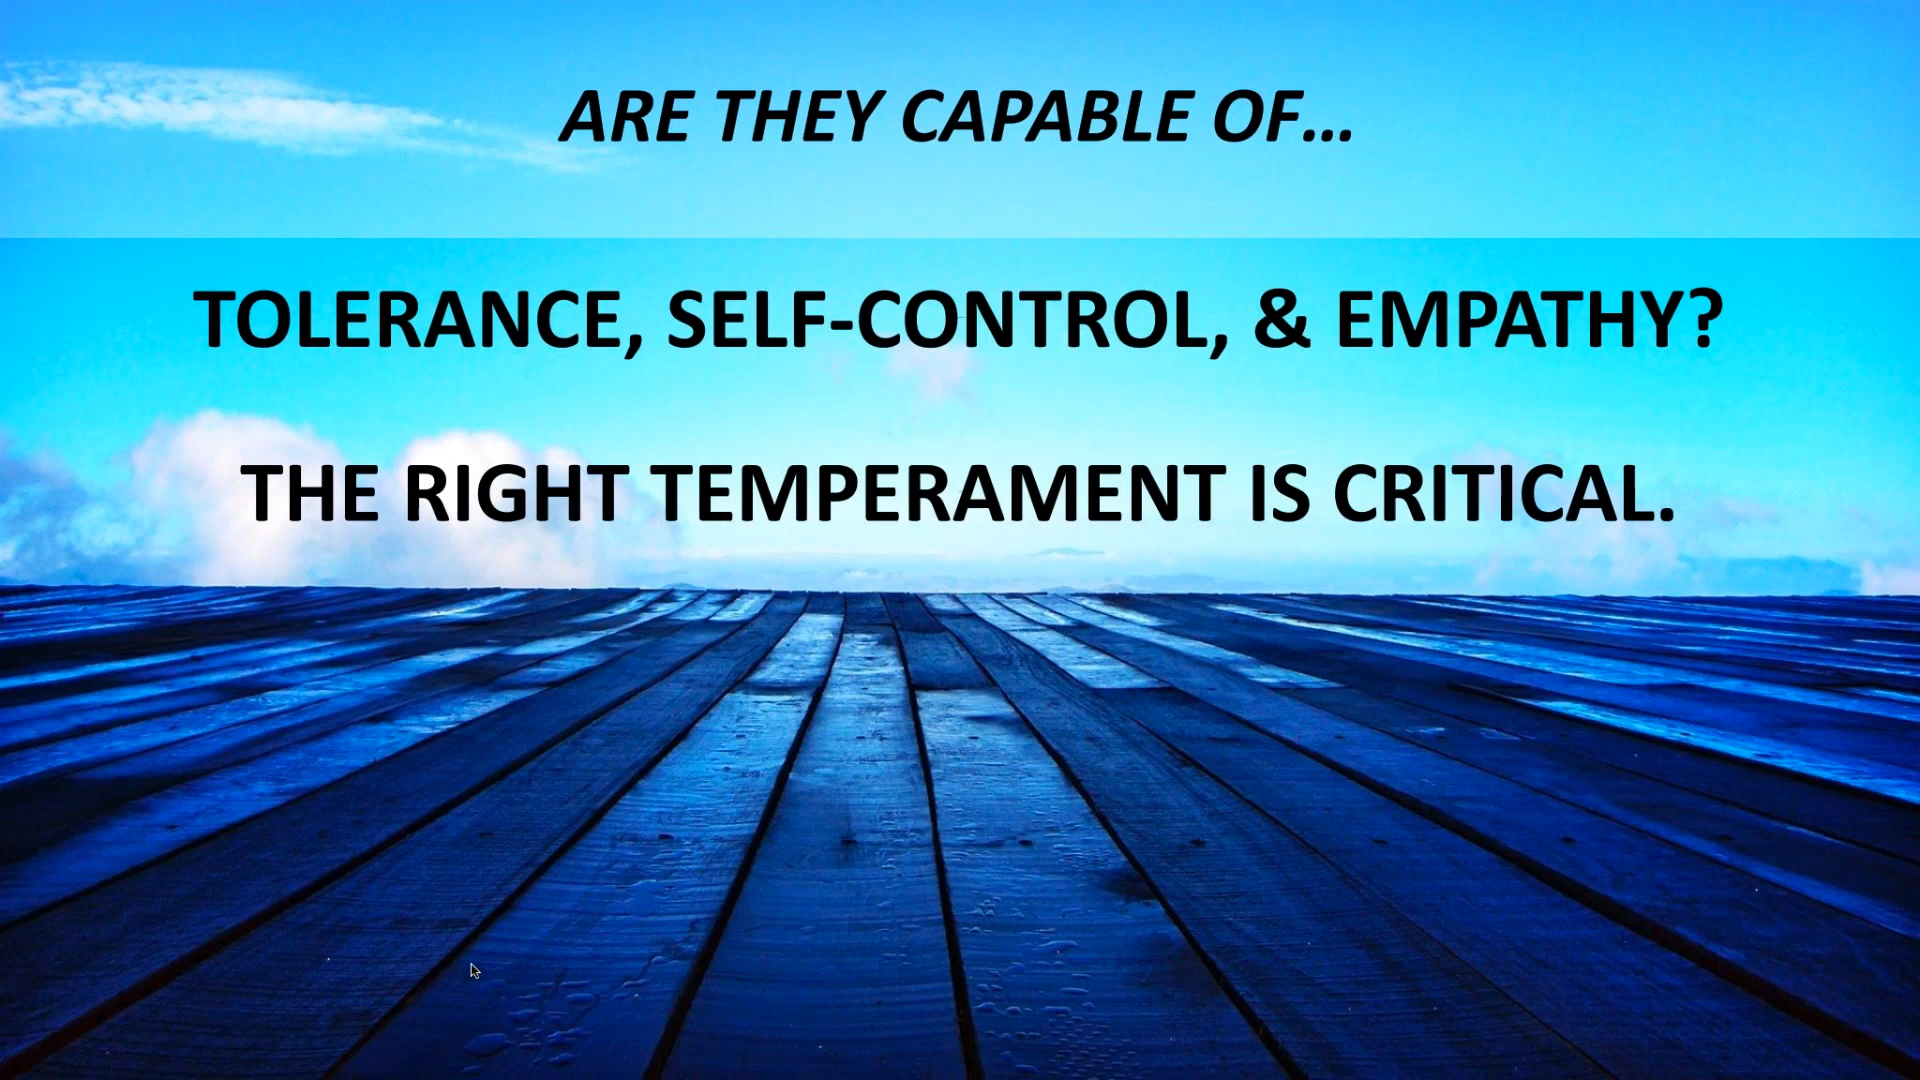 ARE THEY CAPABLE OF…
TOLERANCE, SELF-CONTROL, & EMPATHY?
THE RIGHT TEMPERAMENT IS CRITICAL.